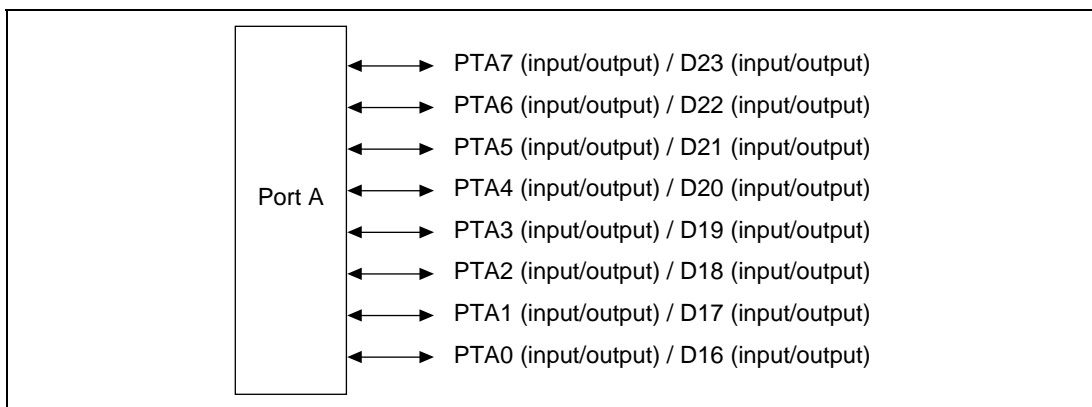 Port A
PTA7 (input/output) / D23 (input/output)
PTA6 (input/output) / D22 (input/output)
PTA5 (input/output) / D21 (input/output)
PTA4 (input/output) / D20 (input/output)
PTA3 (input/output) / D19 (input/output)
PTA2 (input/output) / D18 (input/output)
PTA1 (input/output) / D17 (input/output)
PTA0 (input/output) / D16 (input/output)